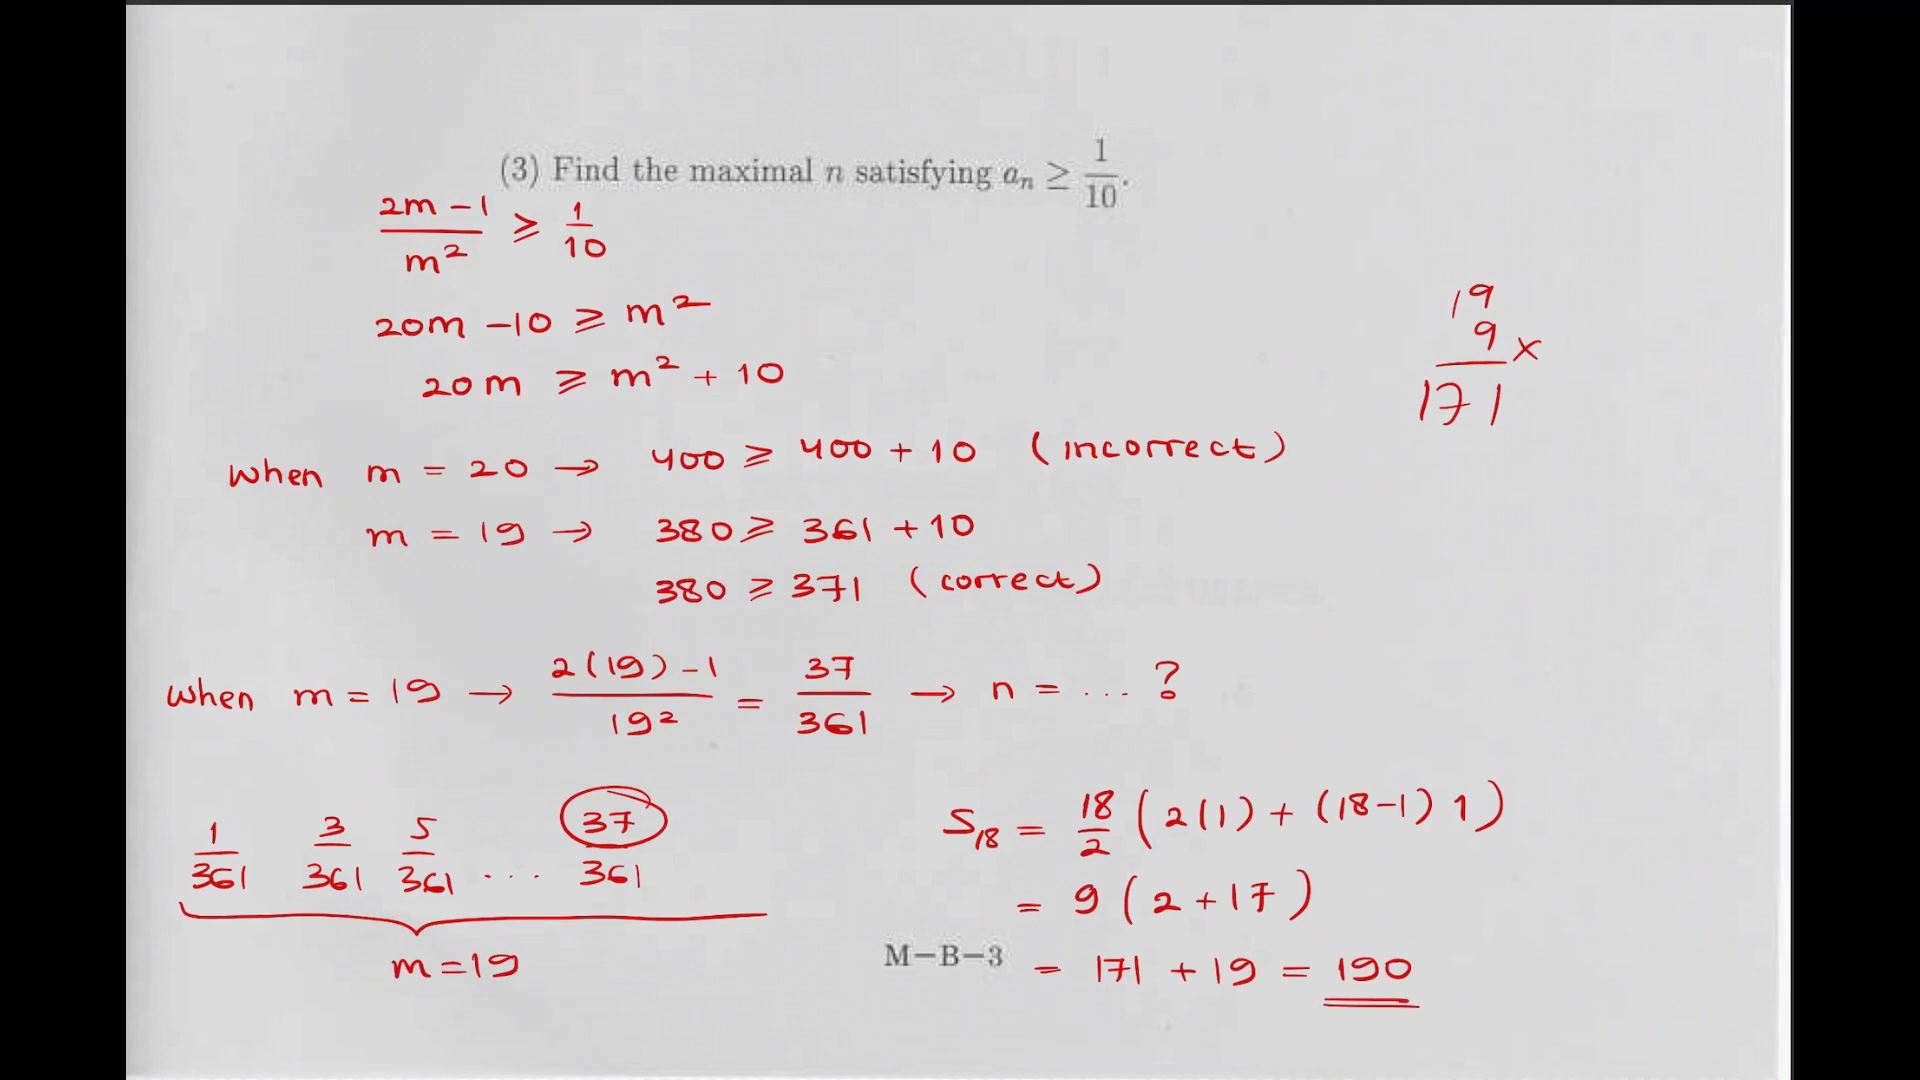 (3) Find the maximal n satisfying aₙ ≥ 1/10.
(2m - 1)/m² ≥ 1/10
20m - 10 ≥ m²
20m ≥ m² + 10
19
9 ×
171
when m = 20 → 400 ≥ 400 + 10 (incorrect)
m = 19 → 380 ≥ 361 + 10
380 ≥ 371 (correct)
when m = 19 → (2(19) - 1)/19² = 37/361 → n = ... ?
1/361 3/361 5/361 ... 37/361
m = 19
S₁₈ = 18/2 (2(1) + (18-1) 1)
= 9 (2 + 17)
= 171 + 19 = 190
M-B-3